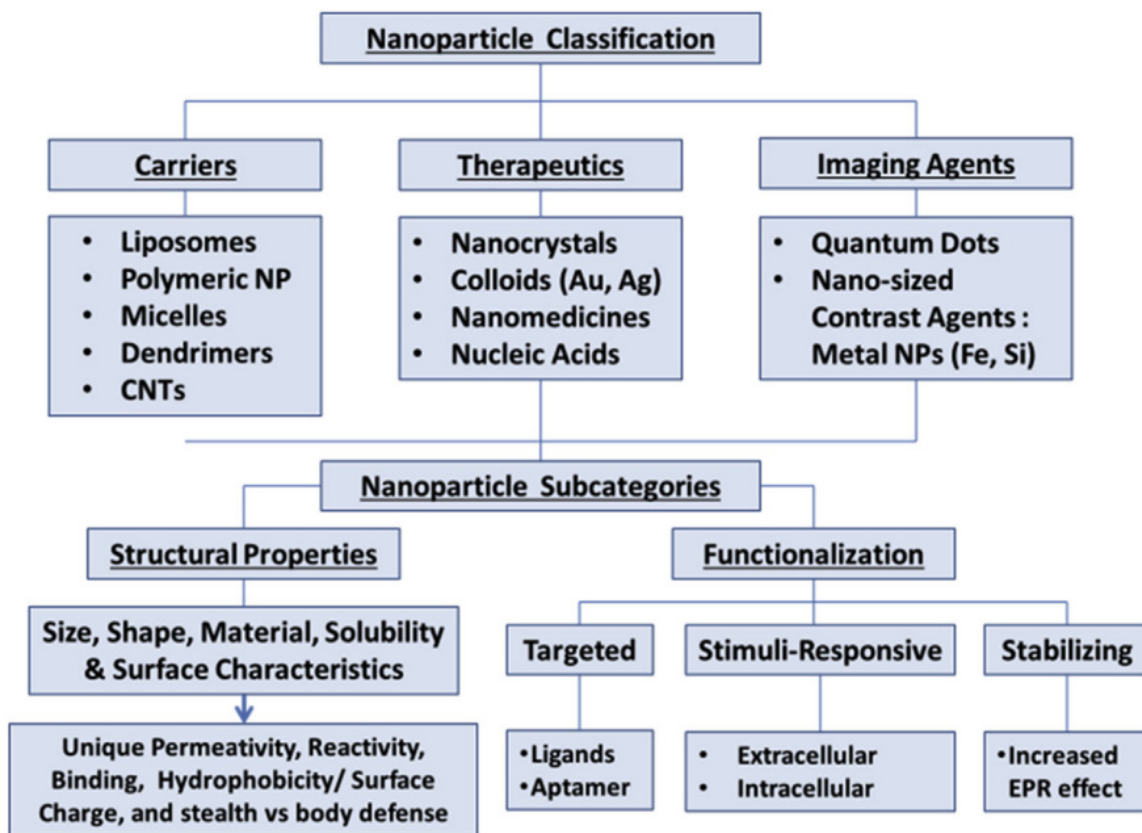 Nanoparticle Classification
Carriers
Therapeutics
Imaging Agents
• Liposomes
• Polymeric NP
• Micelles
• Dendrimers
• CNTs
• Nanocrystals
• Colloids (Au, Ag)
• Nanomedicines
• Nucleic Acids
• Quantum Dots
• Nano-sized
Contrast Agents :
Metal NPs (Fe, Si)
Nanoparticle Subcategories
Structural Properties
Functionalization
Size, Shape, Material, Solubility
& Surface Characteristics
Unique Permeativity, Reactivity,
Binding, Hydrophobicity/ Surface
Charge, and stealth vs body defense
Targeted
Stimuli-Responsive
Stabilizing
•Ligands
•Aptamer
• Extracellular
• Intracellular
•Increased
EPR effect